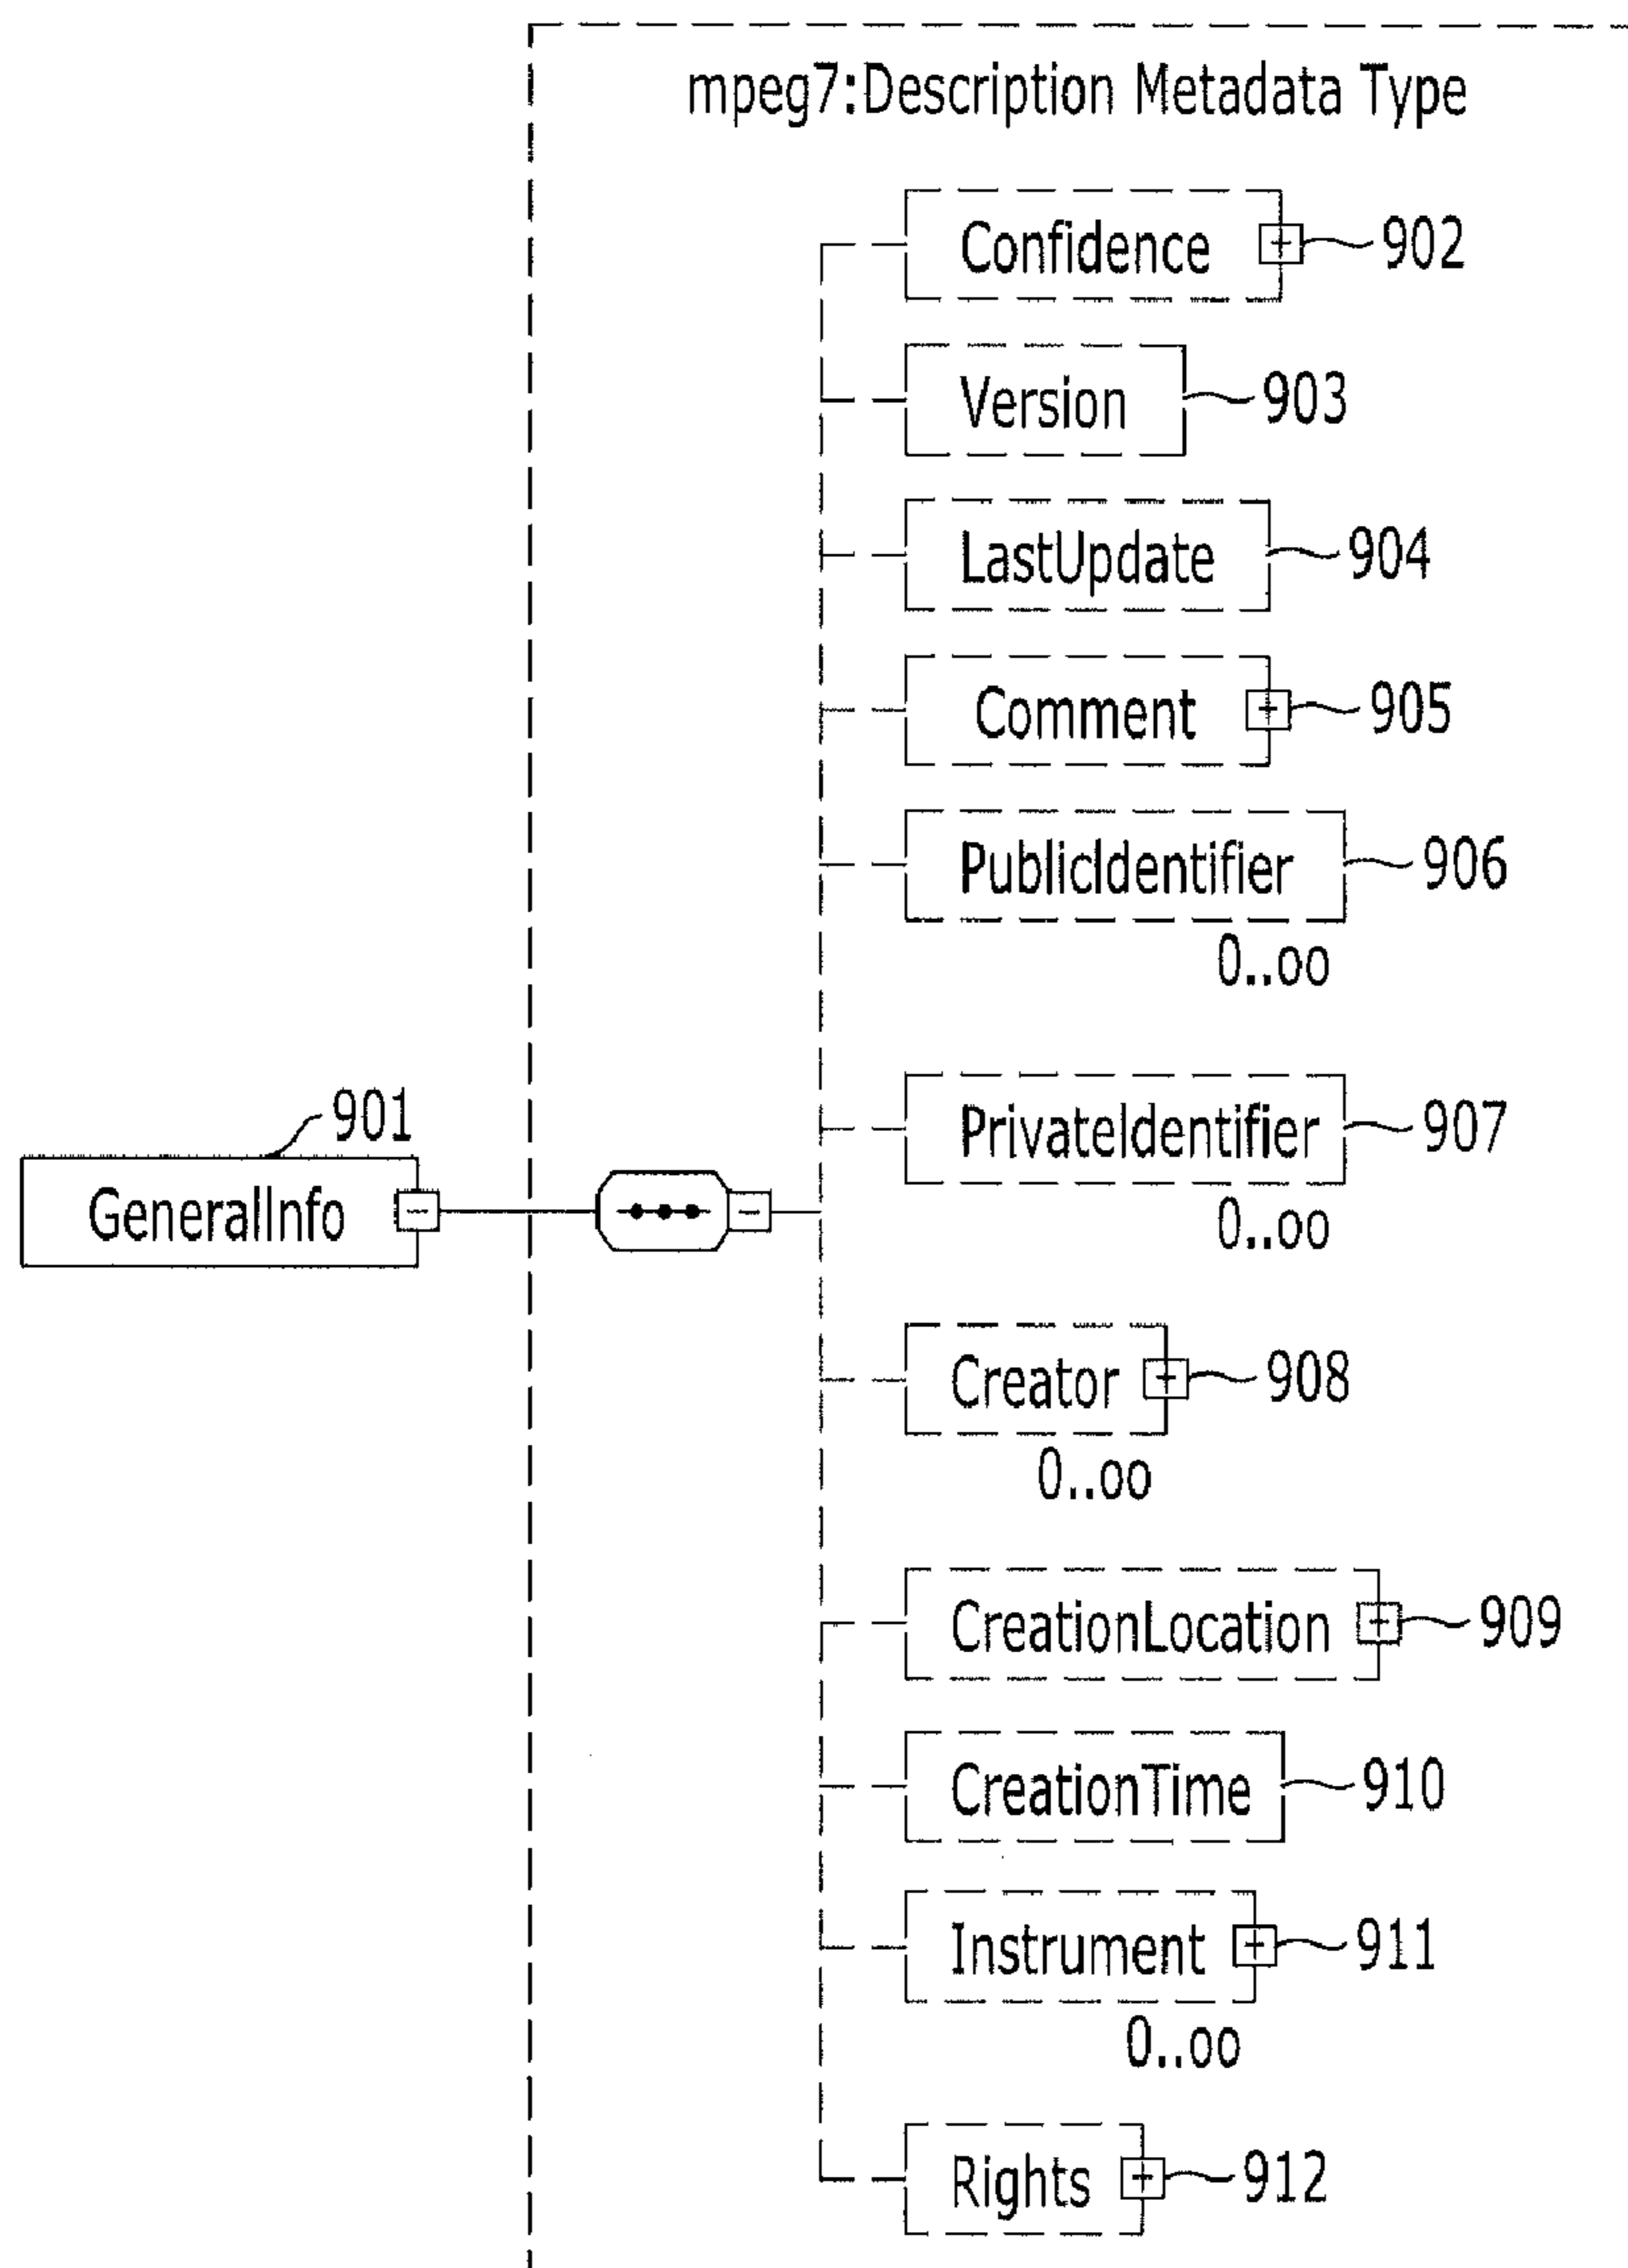 mpeg7:Description Metadata Type
Confidence 902
Version 903
LastUpdate 904
Comment 905
PublicIdentifier 906
0..oo
PrivateIdentifier 907
0..oo
901
GeneralInfo
Creator 908
0..oo
CreationLocation 909
CreationTime 910
Instrument 911
0..oo
Rights 912